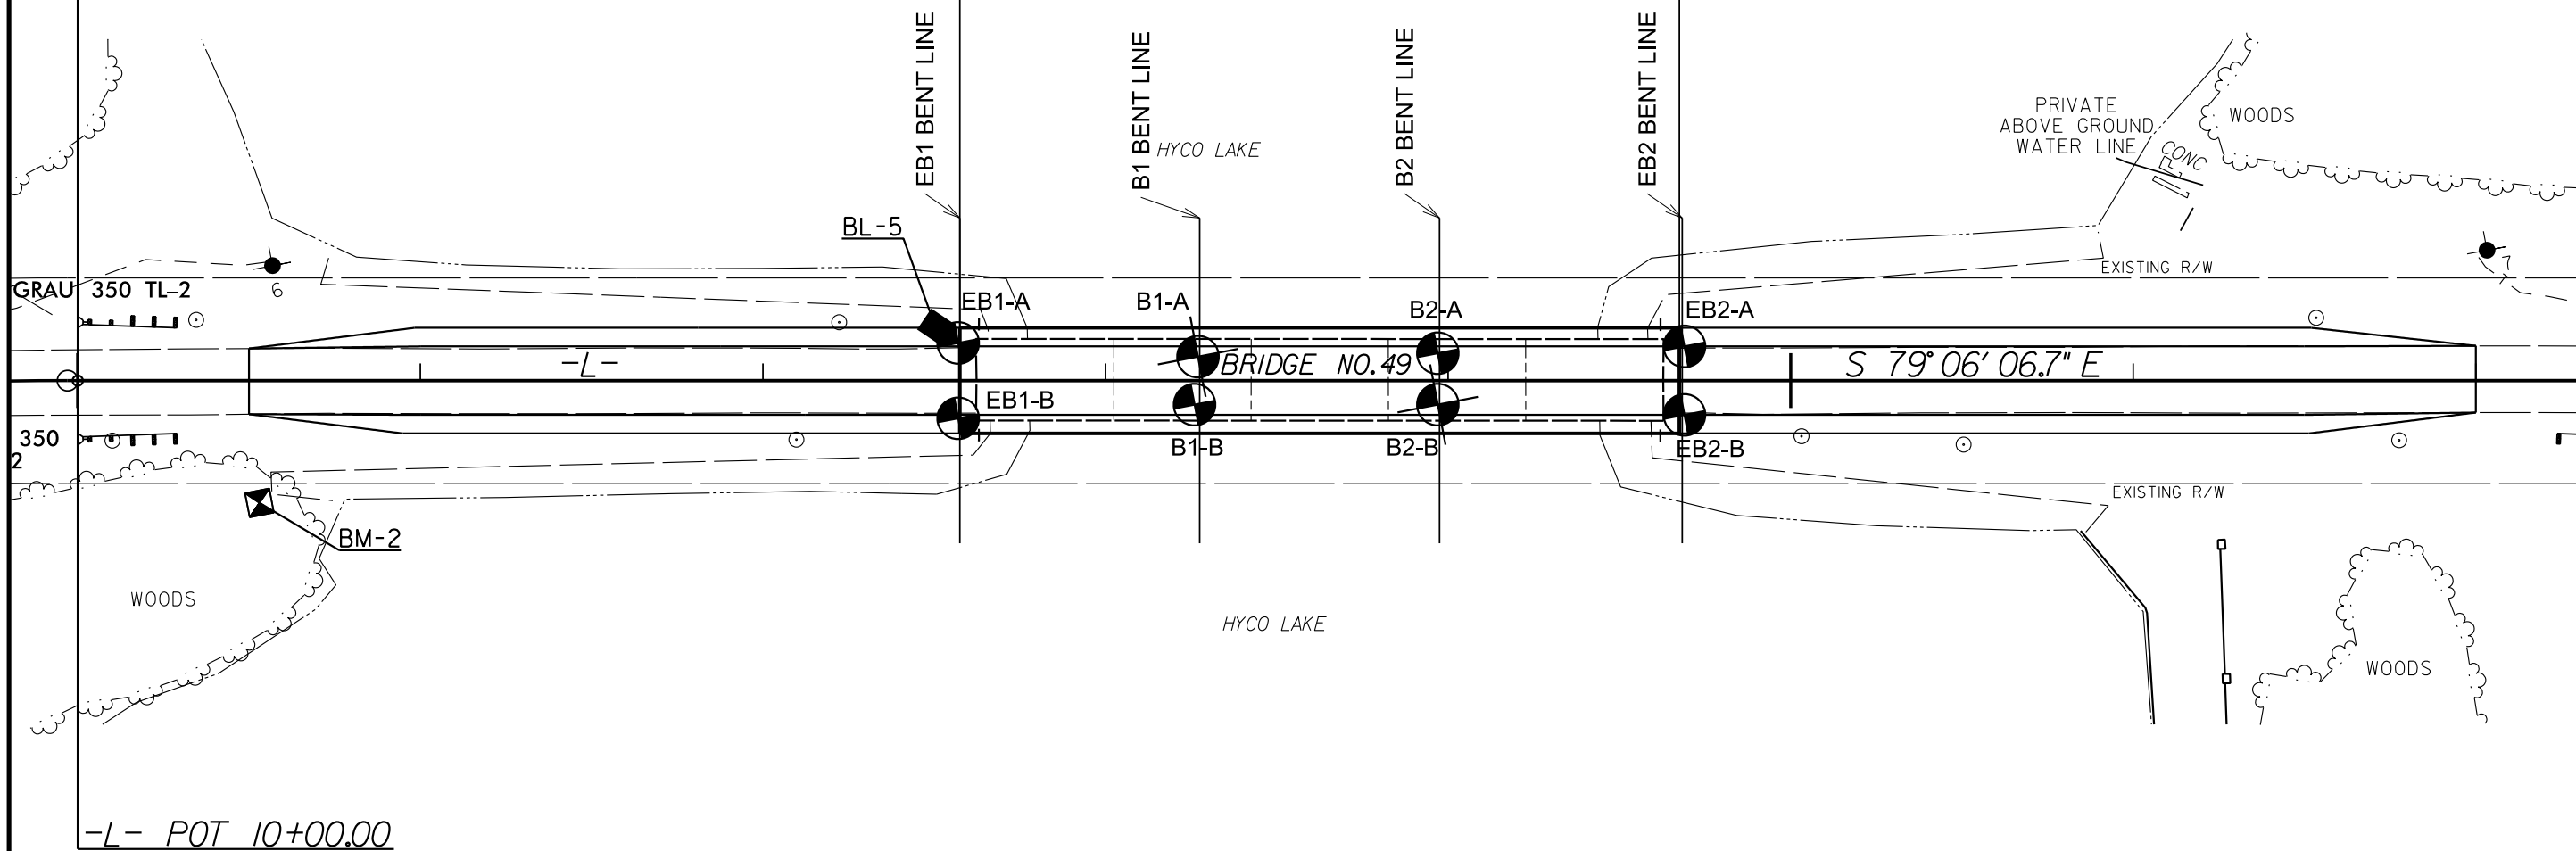 EB1 BENT LINE
B1 BENT LINE
B2 BENT LINE
EB2 BENT LINE
HYCO LAKE
PRIVATE
ABOVE GROUND
WATER LINE
CONC
WOODS
BL-5
EXISTING R/W
GRAU 350 TL-2
6
7
EB1-A
B1-A
B2-A
EB2-A
-L-
BRIDGE NO.49
S 79° 06' 06.7" E
EB1-B
B1-B
B2-B
EB2-B
350
2
EXISTING R/W
BM-2
WOODS
HYCO LAKE
WOODS
-L- POT 10+00.00